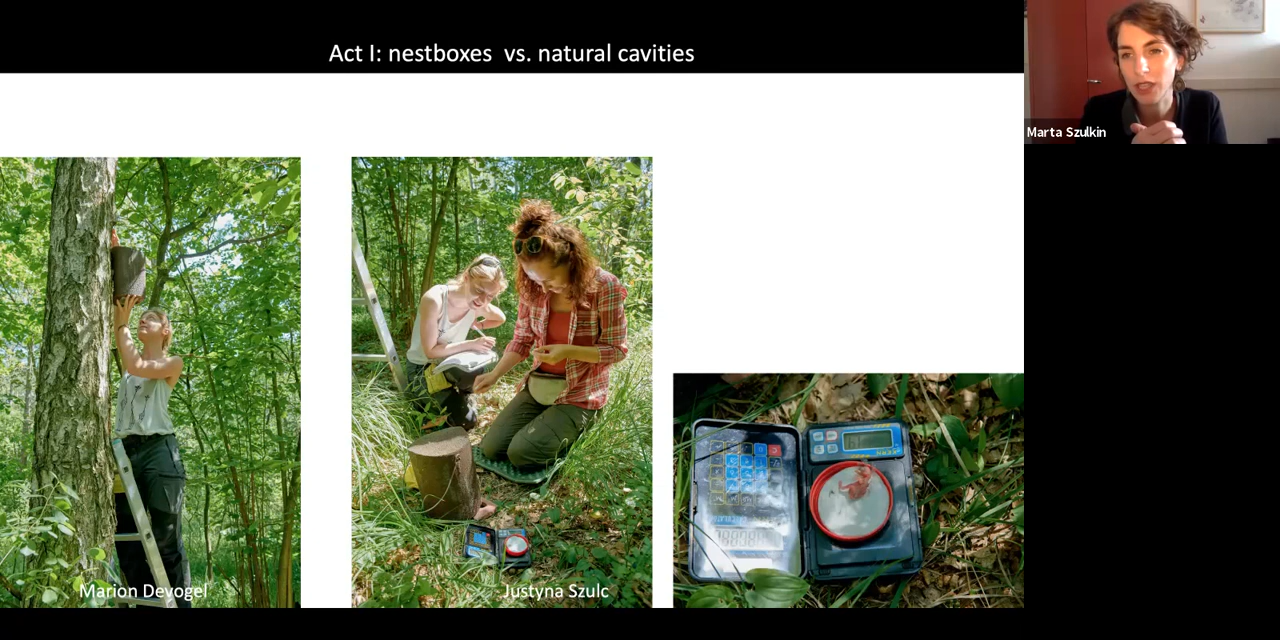 Act I: nestboxes vs. natural cavities
Marta Szulkin
Marion Devogel
Justyna Szulc